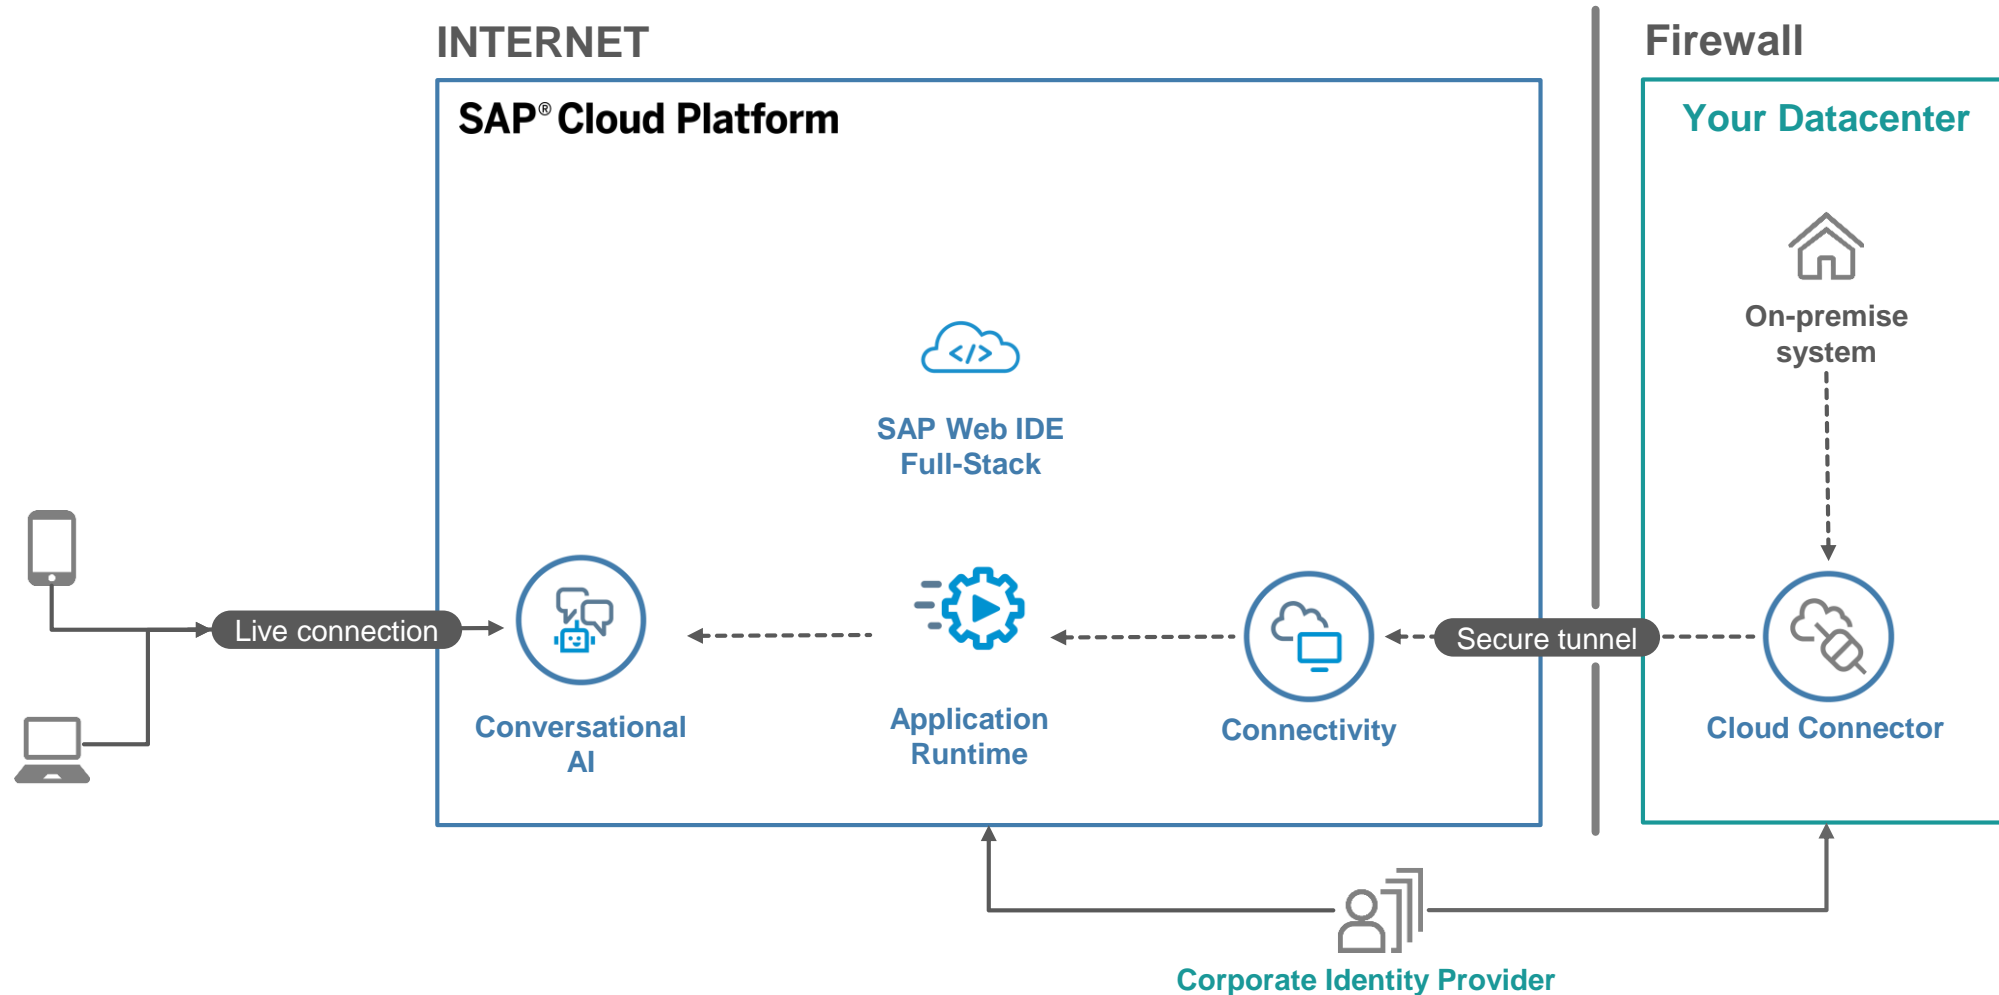 INTERNET
Firewall
SAP® Cloud Platform
Your Datacenter
On-premise
system
</>
SAP Web IDE
Full-Stack
Live connection
Secure tunnel
Conversational
AI
Application
Runtime
Connectivity
Cloud Connector
Corporate Identity Provider